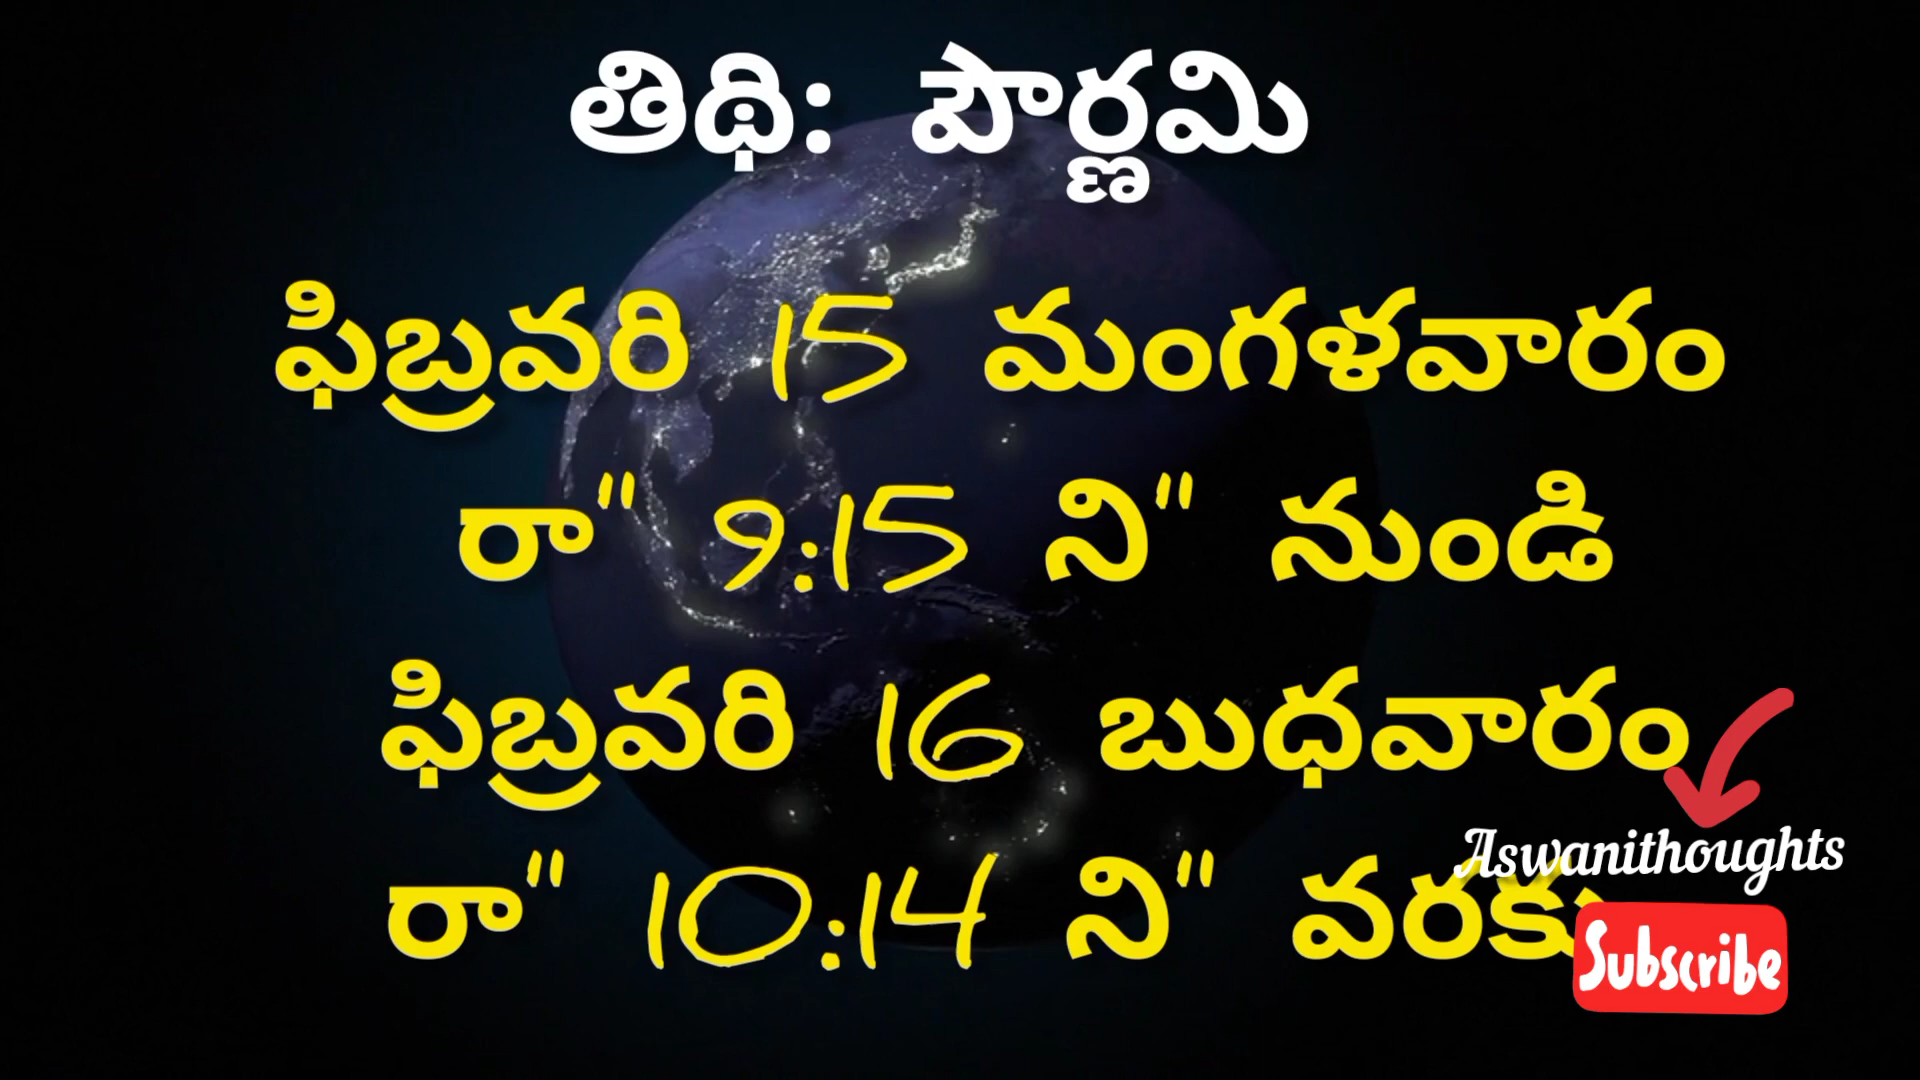 తిథి: పౌర్ణమి
ఫిబ్రవరి 15 మంగళవారం
రా" 9:15 ని" నుండి
ఫిబ్రవరి 16 బుధవారం
రా" 10:14 ని" వరకు
Aswanithoughts
Subscribe